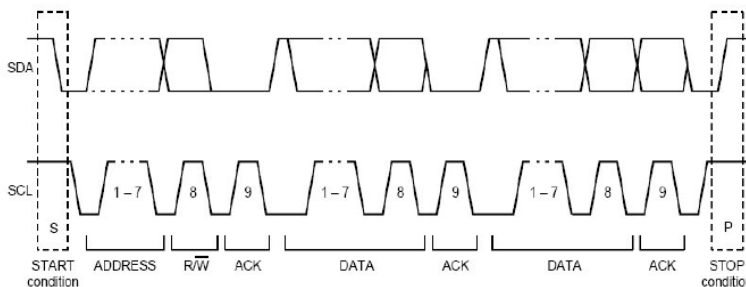 SDA
SCL
1 – 7
8
9
1 – 7
8
9
1 – 7
8
9
S
P
START
condition
ADDRESS
R/W̅
ACK
DATA
ACK
DATA
ACK
STOP
condition